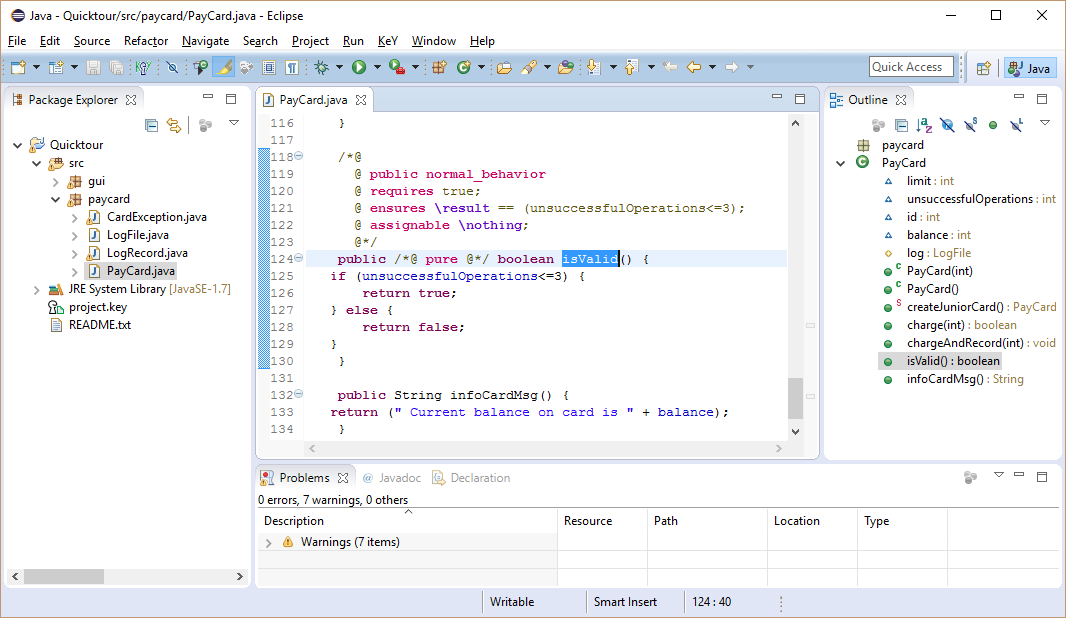 Java - Quicktour/src/paycard/PayCard.java - Eclipse
File Edit Source Refactor Navigate Search Project Run KeY Window Help
Quick Access Java
Package Explorer
Quicktour
src
gui
paycard
CardException.java
LogFile.java
LogRecord.java
PayCard.java
JRE System Library [JavaSE-1.7]
project.key
README.txt
PayCard.java
116 }
117
118 /*@
119 @ public normal_behavior
120 @ requires true;
121 @ ensures \result == (unsuccessfulOperations<=3);
122 @ assignable \nothing;
123 @*/
124 public /*@ pure @*/ boolean isValid() {
125 if (unsuccessfulOperations<=3) {
126 return true;
127 } else {
128 return false;
129 }
130 }
131
132 public String infoCardMsg() {
133 return (" Current balance on card is " + balance);
134 }
Outline
paycard
PayCard
limit : int
unsuccessfulOperations : int
id : int
balance : int
log : LogFile
PayCard(int)
PayCard()
createJuniorCard() : PayCard
charge(int) : boolean
chargeAndRecord(int) : void
isValid() : boolean
infoCardMsg() : String
Problems @ Javadoc Declaration
0 errors, 7 warnings, 0 others
Description Resource Path Location Type
Warnings (7 items)
Writable Smart Insert 124 : 40